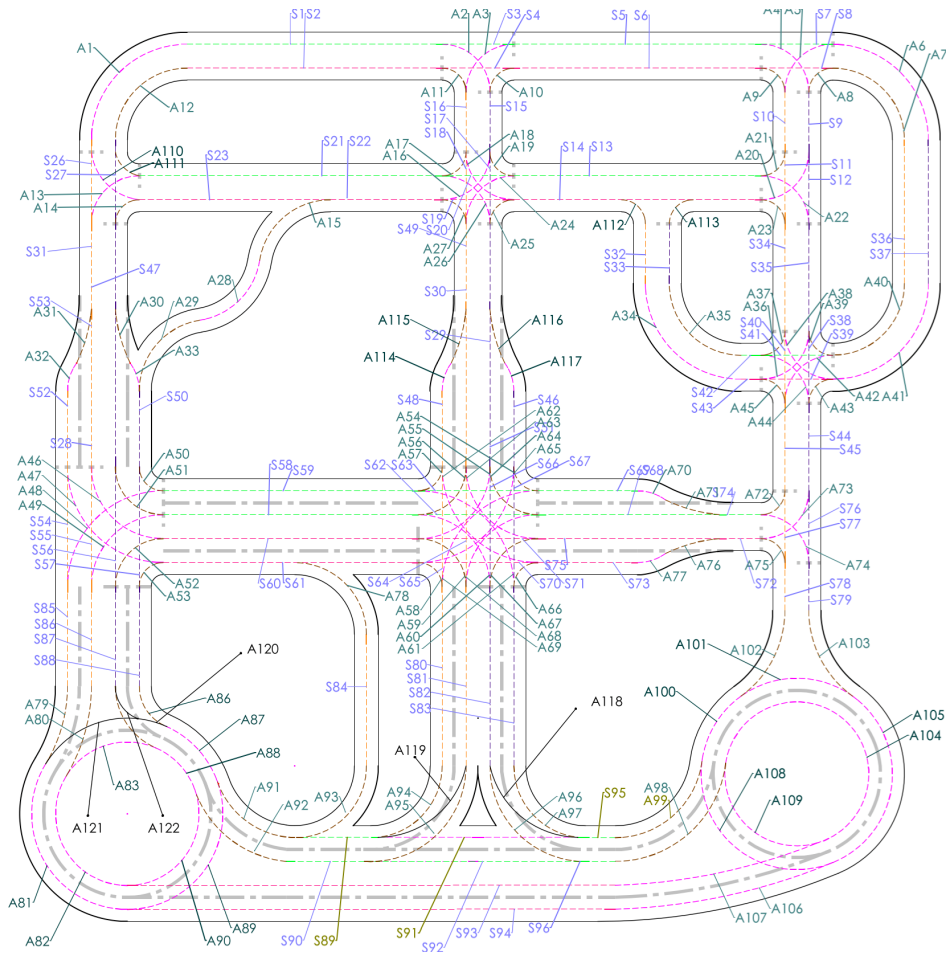 S1 S2 A2 A3 S3 S4 S5 S6 A4 A5 S7 S8
A1 A6 A7
A12 A11 A10 A9 A8
S16 S15
S17 S10 S9
S18
A110 A17 A18 A21
A111 A16 A19 S11
S26 S21 S22 S14 S13 A20
S27 S23 S12
A13
A14 A15 S19 A24 A112 A113 A22
S49 S20 A25 A23
A27 S36
S31 A26 S32 S34 S37
S47 S33 S35
A28 S30 A40
S53 A29 A30 A37 A38
A31 A115 S29 A116 A34 A35 A36 A39
S40 S38
A33 S41 S39
A32 A114 A117
S42 A42 A41
S52 S50 S48 S46 S43 A45 A43
A54 A62 A44
A55 A63 S51
S28 A56 A64 S44
A57 A65 S45
A50
A46 A51 S58 S59 S62 S63 S66 S67 S69 S68 A70
A47
A48 A71 S74 A72 A73
A49
S54 S76
S55 S77
S56 S75
S57 A52 S60 S61 S64 S65 S70 S71 S73 A77 A76 S72 A75 A74
A53 A78
A58 A66 S78
S85 A59 A67 S79
S86 A60 A68
S87 A120 A61 A69 A101 A102 A103
S88 S80
S84 S81 A100
A79 A86 S82 A118
A80 A87 S83 A105
A88 A119 A104
A83 A108
A91 A93 A94 A96 S95 A98 A109
A121 A122 A92 A95 A97 A99
A81 A107 A106
A82 A90 A89 S90 S89 S91 S92 S93 S94 S96